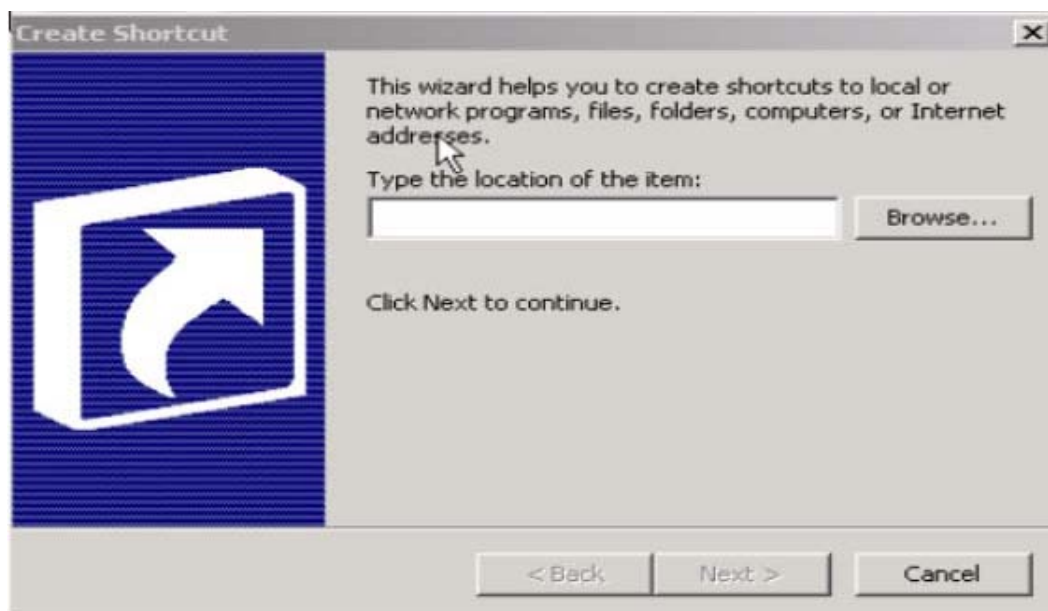 Create Shortcut
This wizard helps you to create shortcuts to local or
network programs, files, folders, computers, or Internet
addresses.
Type the location of the item:
Browse...
Click Next to continue.
< Back
Next >
Cancel